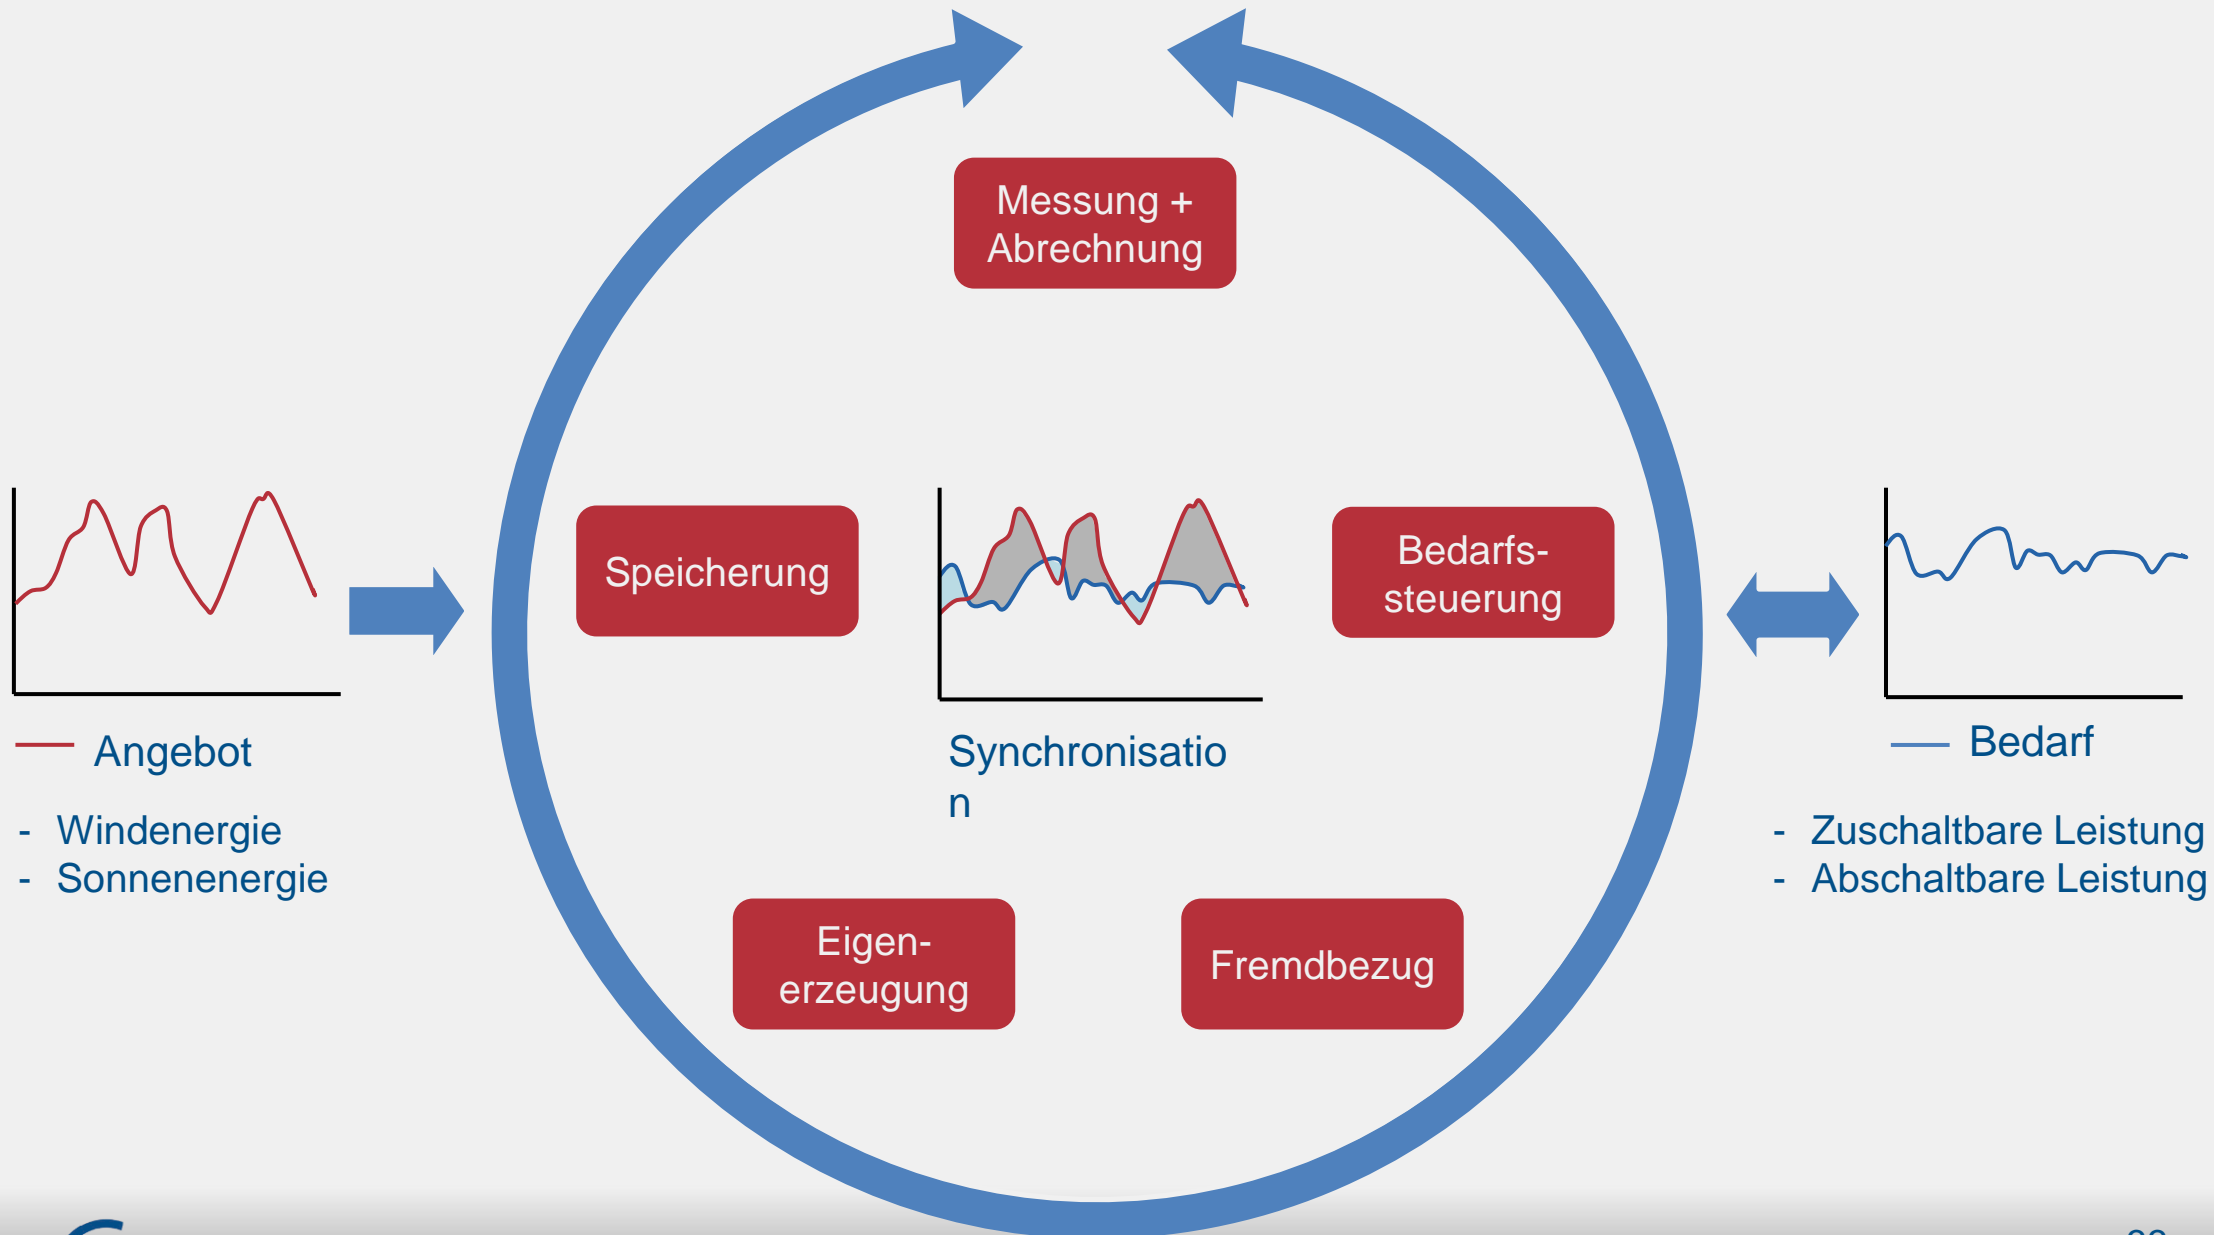 Messung +
Abrechnung
Speicherung
Bedarfs-
steuerung
Angebot
- Windenergie
- Sonnenenergie
Synchronisatio
n
Bedarf
- Zuschaltbare Leistung
- Abschaltbare Leistung
Eigen-
erzeugung
Fremdbezug